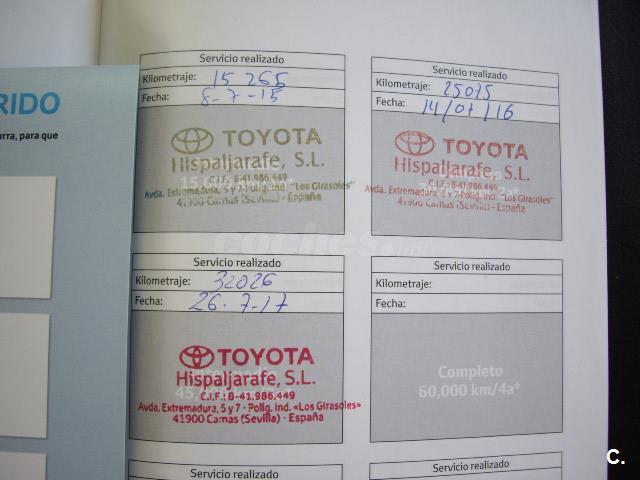 RIDO
urra, para que
Servicio realizado
Kilometraje: 15 265
Fecha: 8-7-15
TOYOTA
Hispaljarafe, S.L.
C.I.F.: B-41.986.449
Avda. Extremadura, 5 y 7-Polig. Ind. "Los Girasoles"
41900 Camas (Sevilla) - España
Servicio realizado
Kilometraje: 25015
Fecha: 14/07/16
TOYOTA
Hispaljarafe, S.L.
C.I.F.: B-41.986.449
Avda. Extremadura, 5 y 7-Polig. Ind. "Los Girasoles"
41900 Camas (Sevilla) - España
coches.net
Servicio realizado
Kilometraje: 32026
Fecha: 26-7-17
TOYOTA
Hispaljarafe, S.L.
C.I.F.: B-41.986.449
Avda. Extremadura, 5 y 7 - Polig. Ind. «Los Girasoles»
41900 Camas (Sevilla) - España
Servicio realizado
Kilometraje:
Fecha:
Completo
60,000 km/4a*
Servicio realizado
Servicio realizado
C.